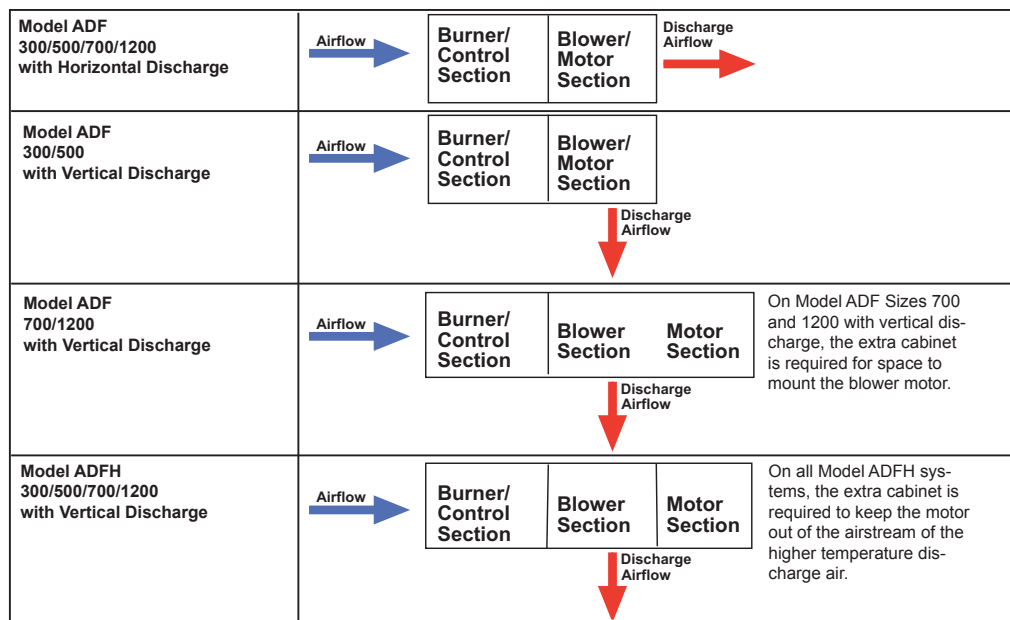 Model ADF
300/500/700/1200
with Horizontal Discharge
Airflow
Burner/
Control
Section
Blower/
Motor
Section
Discharge
Airflow
Model ADF
300/500
with Vertical Discharge
Airflow
Burner/
Control
Section
Blower/
Motor
Section
Discharge
Airflow
Model ADF
700/1200
with Vertical Discharge
Airflow
Burner/
Control
Section
Blower
Section
Motor
Section
Discharge
Airflow
On Model ADF Sizes 700
and 1200 with vertical dis-
charge, the extra cabinet
is required for space to
mount the blower motor.
Model ADFH
300/500/700/1200
with Vertical Discharge
Airflow
Burner/
Control
Section
Blower
Section
Motor
Section
Discharge
Airflow
On all Model ADFH sys-
tems, the extra cabinet is
required to keep the motor
out of the airstream of the
higher temperature dis-
charge air.